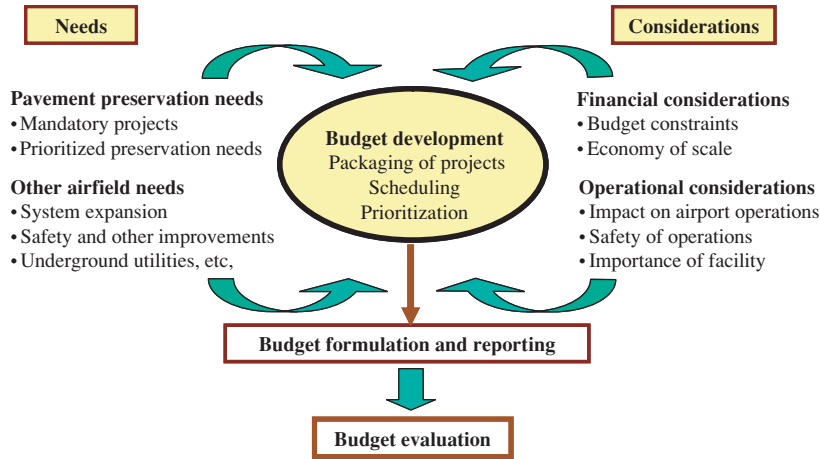 Needs
Considerations
Pavement preservation needs
• Mandatory projects
• Prioritized preservation needs
Other airfield needs
• System expansion
• Safety and other improvements
• Underground utilities, etc,
Budget development
Packaging of projects
Scheduling
Prioritization
Financial considerations
• Budget constraints
• Economy of scale
Operational considerations
• Impact on airport operations
• Safety of operations
• Importance of facility
Budget formulation and reporting
Budget evaluation